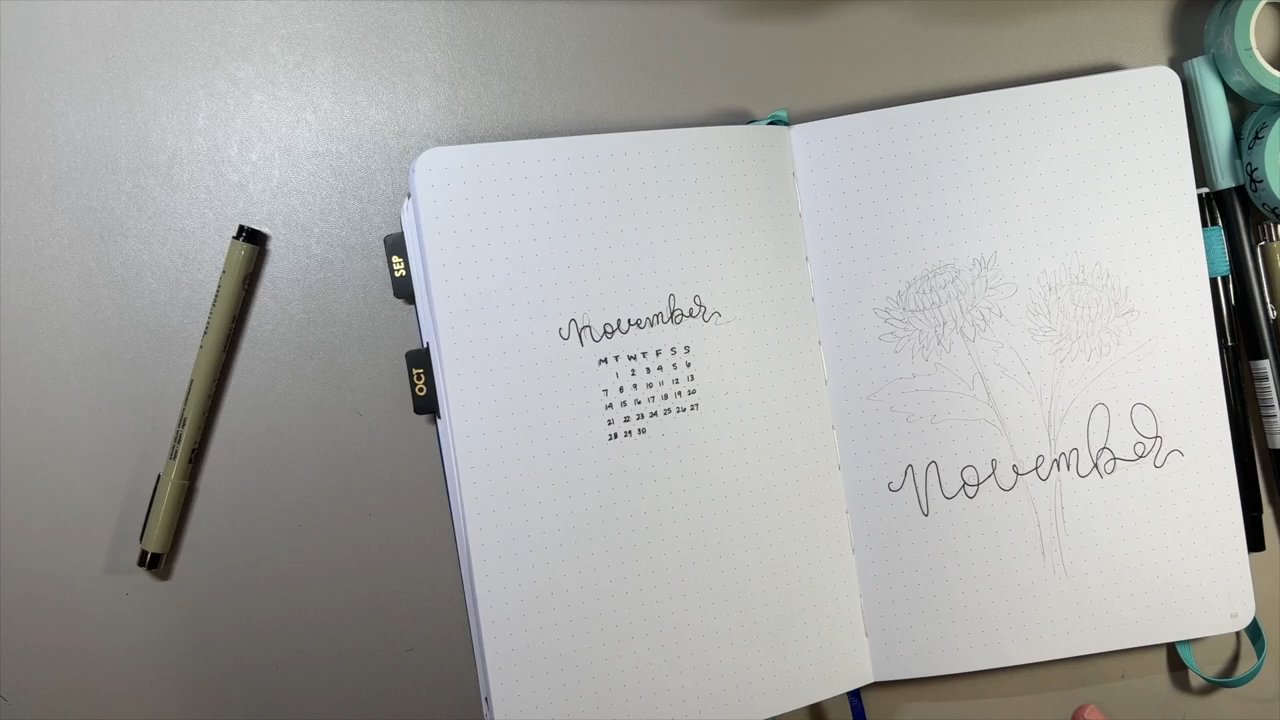 SEP
OCT
november
M T W T F S S
1 2 3 4 5 6
7 8 9 10 11 12 13
14 15 16 17 18 19 20
21 22 23 24 25 26 27
28 29 30
November